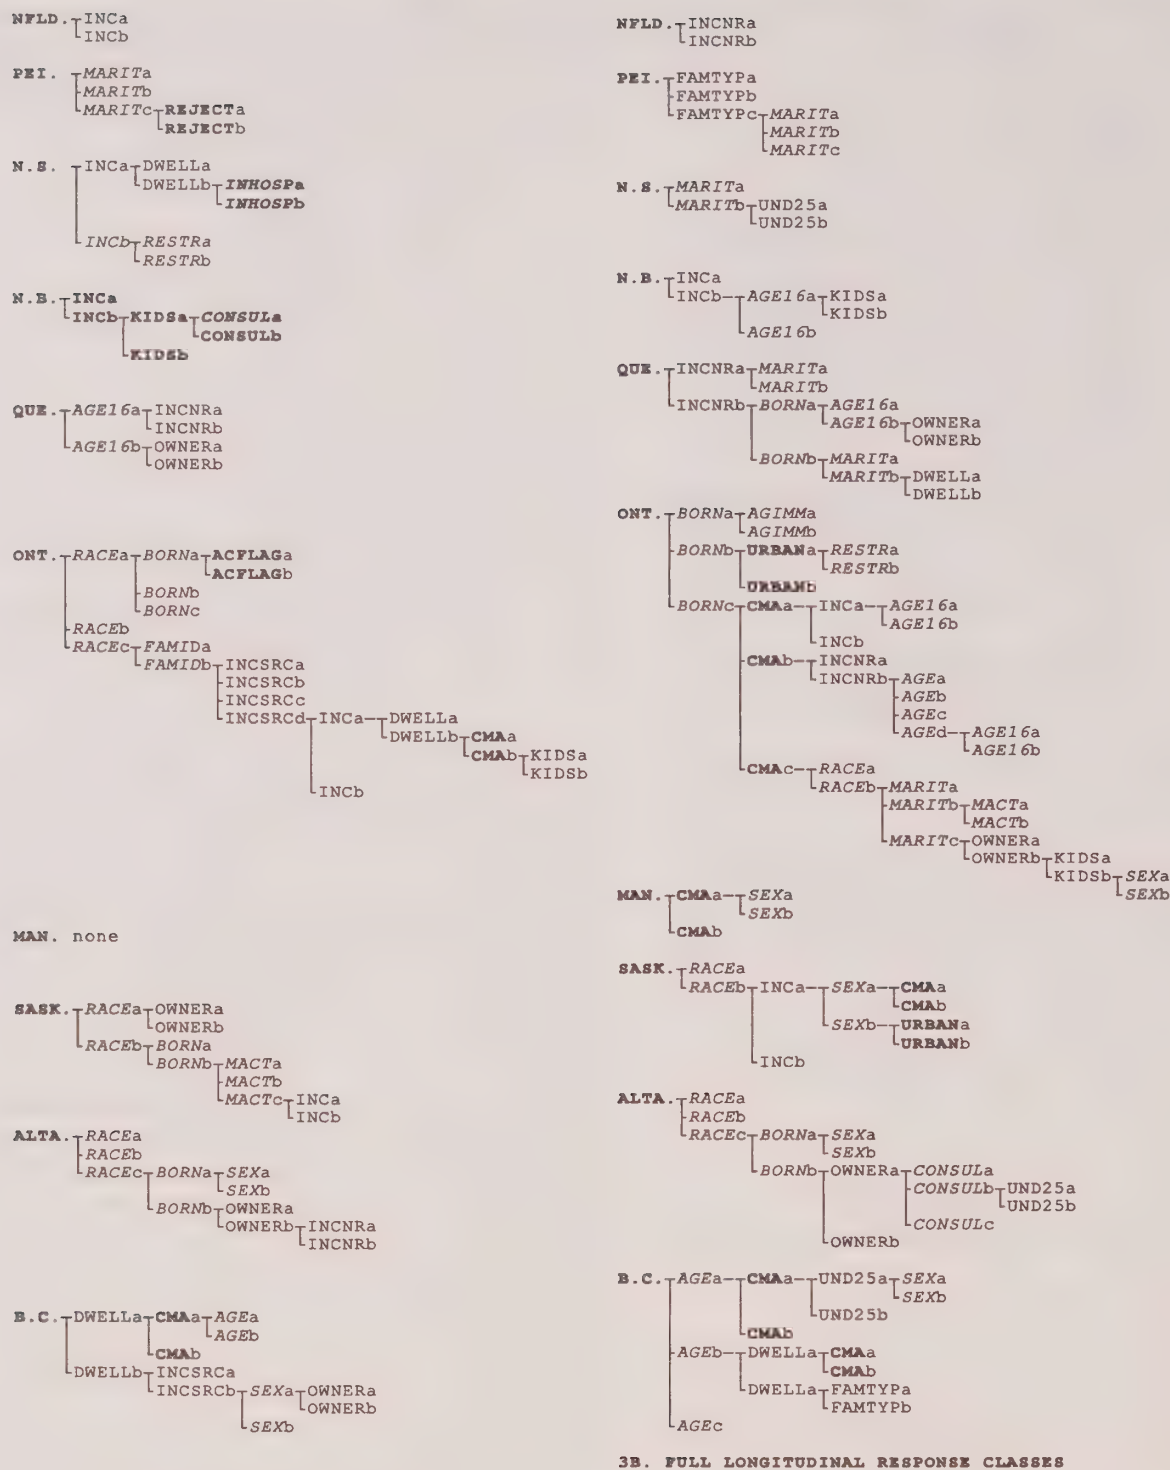 NFLD. INCa
INCb
PEI. MARITa
MARITb
MARITc REJECTa
REJECTb
N.S. INCa DWELLa
DWELLb INHOSPa
INHOSPb
INCb RESTRa
RESTRb
N.B. INCa
INCb KIDSa CONSULa
CONSULb
KIDSb
QUE. AGE16a INCNRa
INCNRb
AGE16b OWNERa
OWNERb
ONT. RACEa BORNa ACFLAGa
ACFLAGb
BORNb
BORNc
RACEb
RACEc FAMIDa
FAMIDb INCSRCa
INCSRCb
INCSRCc
INCSRCd INCa DWELLa
DWELLb CMAa
CMAb KIDSa
KIDSb
INCb
MAN. none
SASK. RACEa OWNERa
OWNERb
RACEb BORNa
BORNb MACTa
MACTb
MACTc INCa
INCb
ALTA. RACEa
RACEb
RACEc BORNa SEXa
SEXb
BORNb OWNERa
OWNERb INCNRa
INCNRb
B.C. DWELLa CMAa AGEa
AGEb
CMAb
DWELLb INCSRCa
INCSRCb SEXa OWNERa
OWNERb
SEXb
NFLD. INCNRa
INCNRb
PEI. FAMTYPa
FAMTYPb
FAMTYPc MARITa
MARITb
MARITc
N.S. MARITa
MARITb UND25a
UND25b
N.B. INCa
INCb AGE16a KIDSa
KIDSb
AGE16b
QUE. INCNRa MARITa
MARITb
INCNRb BORNa AGE16a
AGE16b OWNERa
OWNERb
BORNb MARITa
MARITb DWELLa
DWELLb
ONT. BORNa AGIMMa
AGIMMb
BORNb URBANa RESTRa
RESTRb
URBANb
BORNc CMAa INCa AGE16a
AGE16b
INCb
CMAb INCNRa
INCNRb AGEa
AGEb
AGEc
AGEd AGE16a
AGE16b
CMAc RACEa
RACEb MARITa
MARITb MACTa
MACTb
MARITc OWNERa
OWNERb KIDSa
KIDSb SEXa
SEXb
MAN. CMAa SEXa
SEXb
CMAb
SASK. RACEa
RACEb INCa SEXa CMAa
CMAb
SEXb URBANa
URBANb
INCb
ALTA. RACEa
RACEb
RACEc BORNa SEXa
SEXb
BORNb OWNERa CONSULa
CONSULb UND25a
UND25b
CONSULc
OWNERb
B.C. AGEa CMAa UND25a SEXa
SEXb
UND25b
CMAb
AGEb DWELLa CMAa
CMAb
DWELLa FAMTYPa
FAMTYPb
AGEc
3B. FULL LONGITUDINAL RESPONSE CLASSES